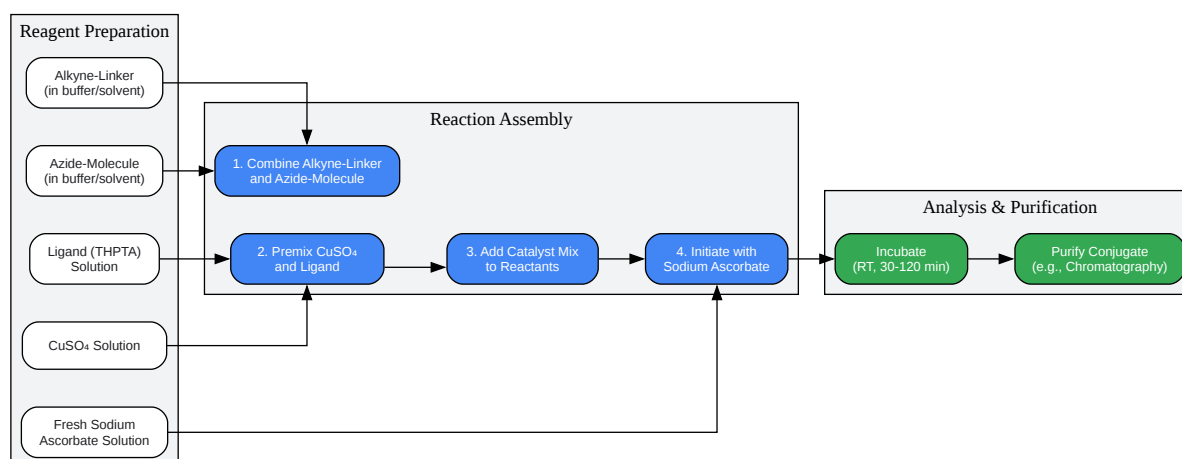 Reagent Preparation
Alkyne-Linker
(in buffer/solvent)
Azide-Molecule
(in buffer/solvent)
Ligand (THPTA)
Solution
CuSO₄ Solution
Fresh Sodium
Ascorbate Solution
Reaction Assembly
1. Combine Alkyne-Linker
and Azide-Molecule
2. Premix CuSO₄
and Ligand
3. Add Catalyst Mix
to Reactants
4. Initiate with
Sodium Ascorbate
Analysis & Purification
Incubate
(RT, 30-120 min)
Purify Conjugate
(e.g., Chromatography)